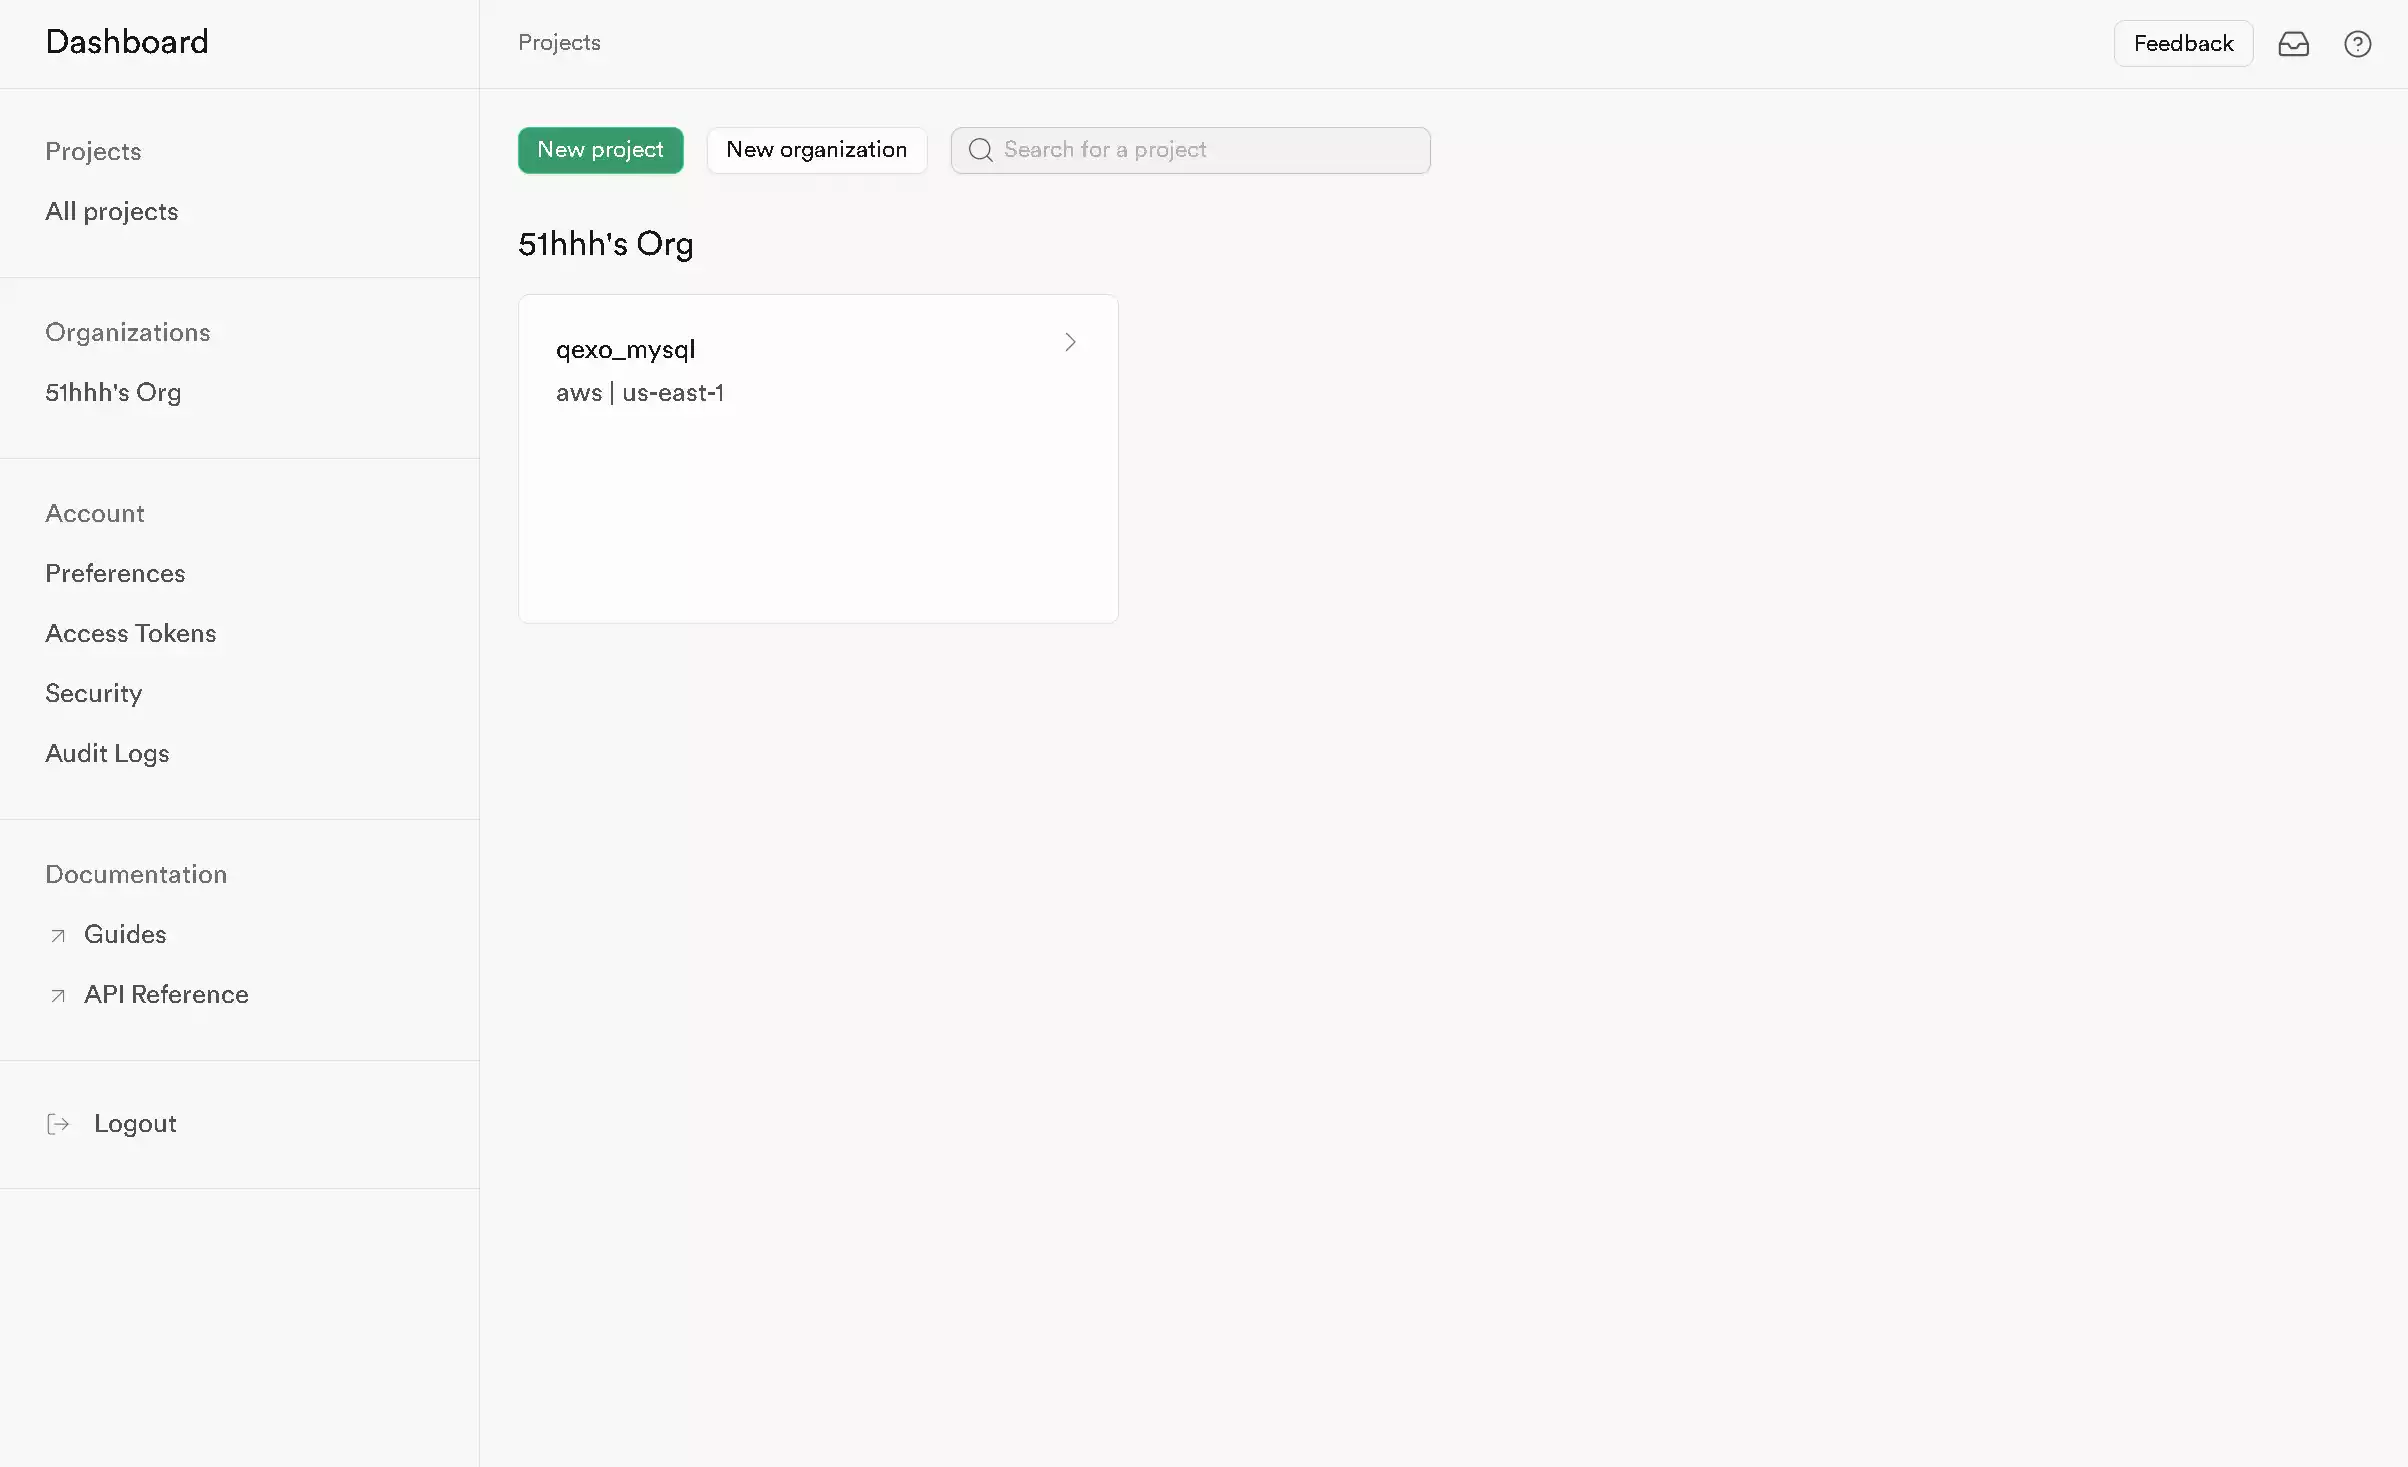 Dashboard
Projects
All projects
Organizations
51hhh's Org
Account
Preferences
Access Tokens
Security
Audit Logs
Documentation
Guides
API Reference
Logout
Projects
Feedback
New project
New organization
Search for a project
51hhh's Org
qexo_mysql
aws | us-east-1